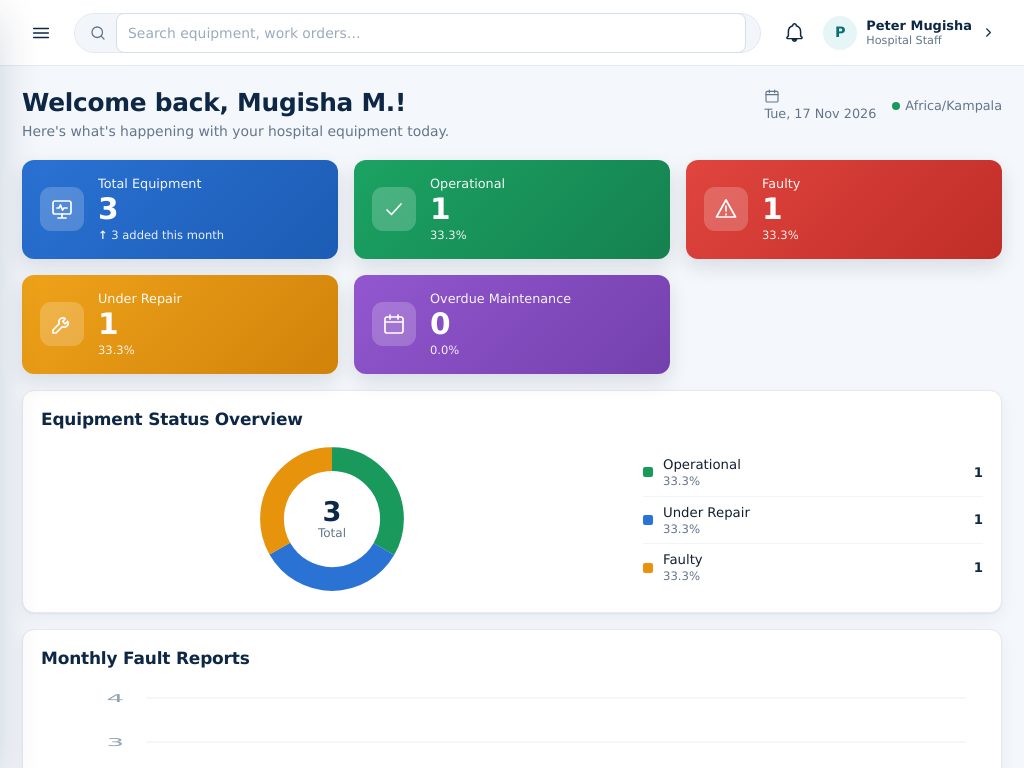 Search equipment, work orders...
P
Peter Mugisha
Hospital Staff
Welcome back, Mugisha M.!
Here's what's happening with your hospital equipment today.
Tue, 17 Nov 2026
Africa/Kampala
Total Equipment
3
↑ 3 added this month
Operational
1
33.3%
Faulty
1
33.3%
Under Repair
1
33.3%
Overdue Maintenance
0
0.0%
Equipment Status Overview
3
Total
Operational
33.3%
1
Under Repair
33.3%
1
Faulty
33.3%
1
Monthly Fault Reports
4
3